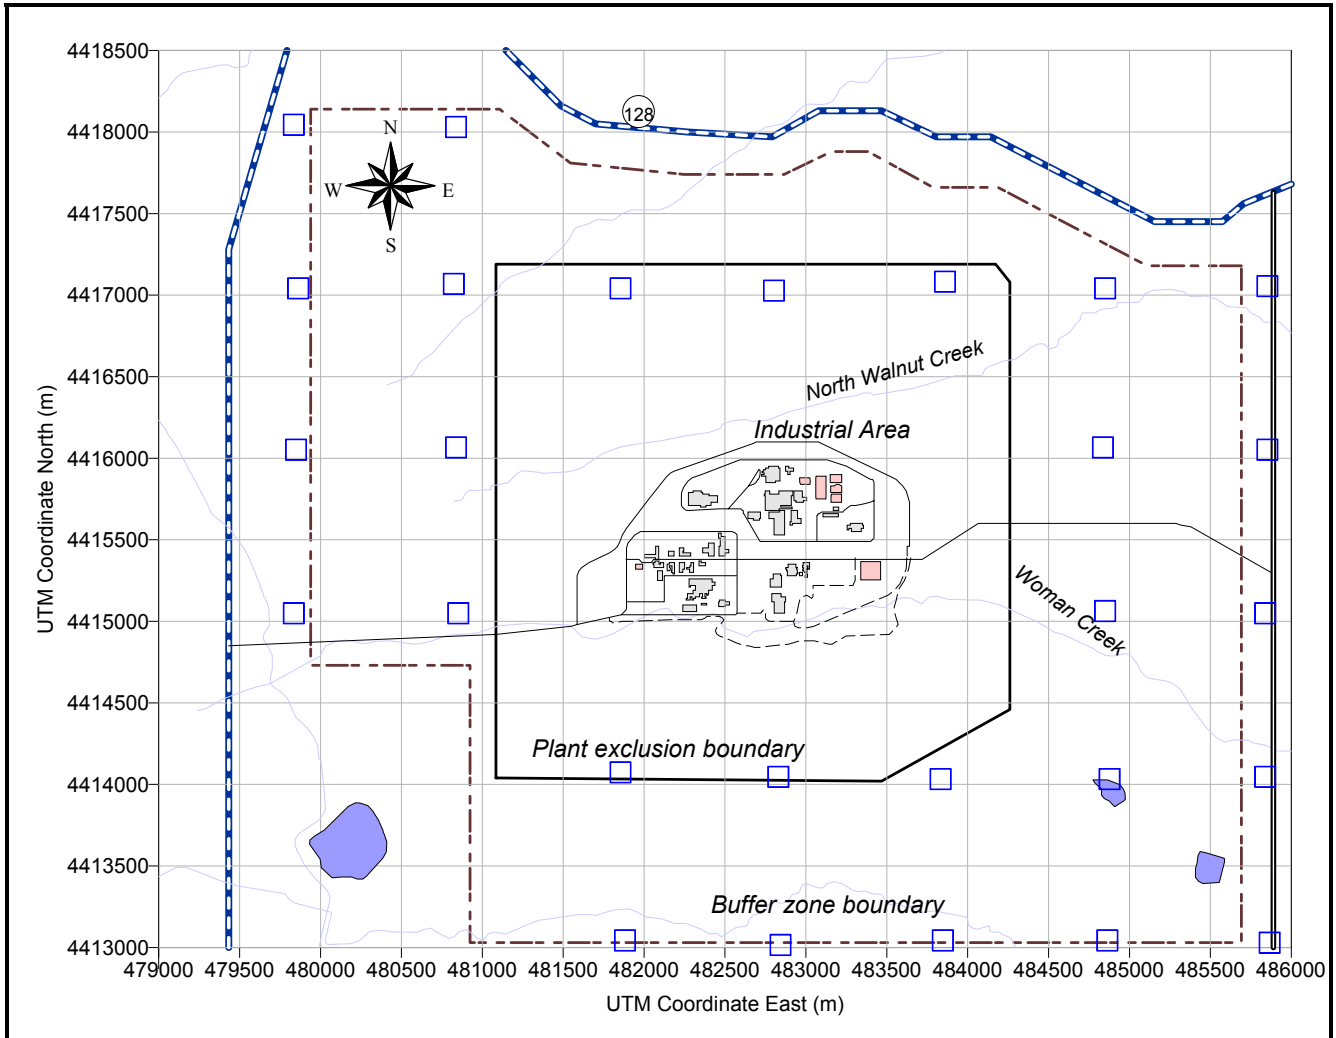 4418500
128
4418000
N
W
E
S
4417500
4417000
4416500
North Walnut Creek
Industrial Area
4416000
4415500
Woman Creek
4415000
4414500
Plant exclusion boundary
4414000
4413500
Buffer zone boundary
4413000
UTM Coordinate North (m)
479000 479500 480000 480500 481000 481500 482000 482500 483000 483500 484000 484500 485000 485500 486000
UTM Coordinate East (m)